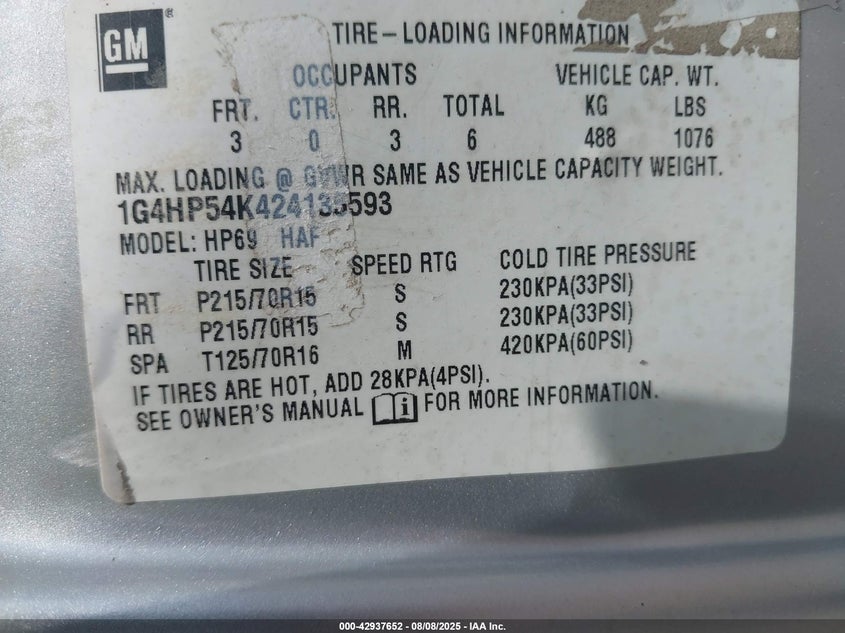 GM ® TIRE – LOADING INFORMATION
OCCUPANTS VEHICLE CAP. WT.
FRT. CTR. RR. TOTAL KG LBS
3 0 3 6 488 1076
MAX. LOADING @ GVWR SAME AS VEHICLE CAPACITY WEIGHT.
1G4HP54K424135593
MODEL: HP69 HAF
TIRE SIZE SPEED RTG COLD TIRE PRESSURE
FRT P215/70R15 S 230KPA(33PSI)
RR P215/70R15 S 230KPA(33PSI)
SPA T125/70R16 M 420KPA(60PSI)
IF TIRES ARE HOT, ADD 28KPA(4PSI).
SEE OWNER'S MANUAL i FOR MORE INFORMATION.
000-42937652 - 08/08/2025 - IAA Inc.